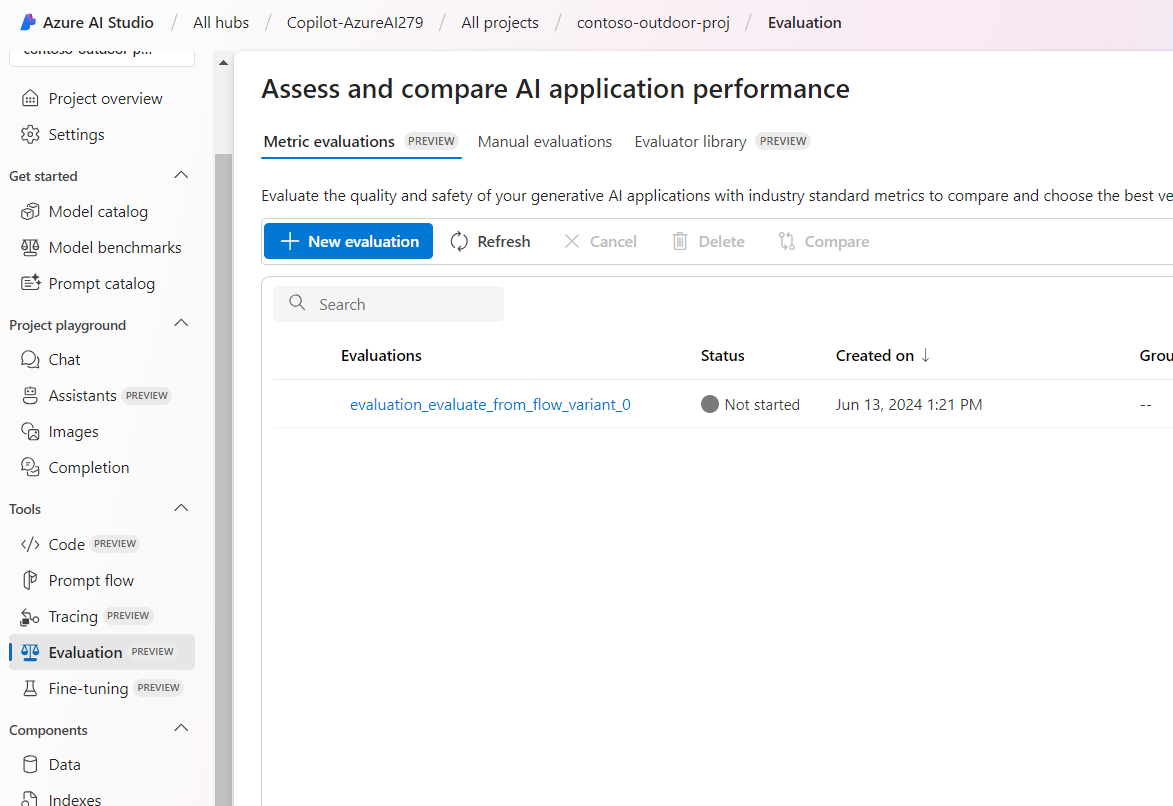 Azure AI Studio / All hubs / Copilot-AzureAI279 / All projects / contoso-outdoor-proj / Evaluation
contoso-outdoor-p...
Project overview
Settings
Get started
Model catalog
Model benchmarks
Prompt catalog
Project playground
Chat
Assistants PREVIEW
Images
Completion
Tools
Code PREVIEW
Prompt flow
Tracing PREVIEW
Evaluation PREVIEW
Fine-tuning PREVIEW
Components
Data
Indexes
Assess and compare AI application performance
Metric evaluations PREVIEW Manual evaluations Evaluator library PREVIEW
Evaluate the quality and safety of your generative AI applications with industry standard metrics to compare and choose the best ve
New evaluation Refresh Cancel Delete Compare
Search
Evaluations Status Created on ↓ Grou
evaluation_evaluate_from_flow_variant_0 Not started Jun 13, 2024 1:21 PM --